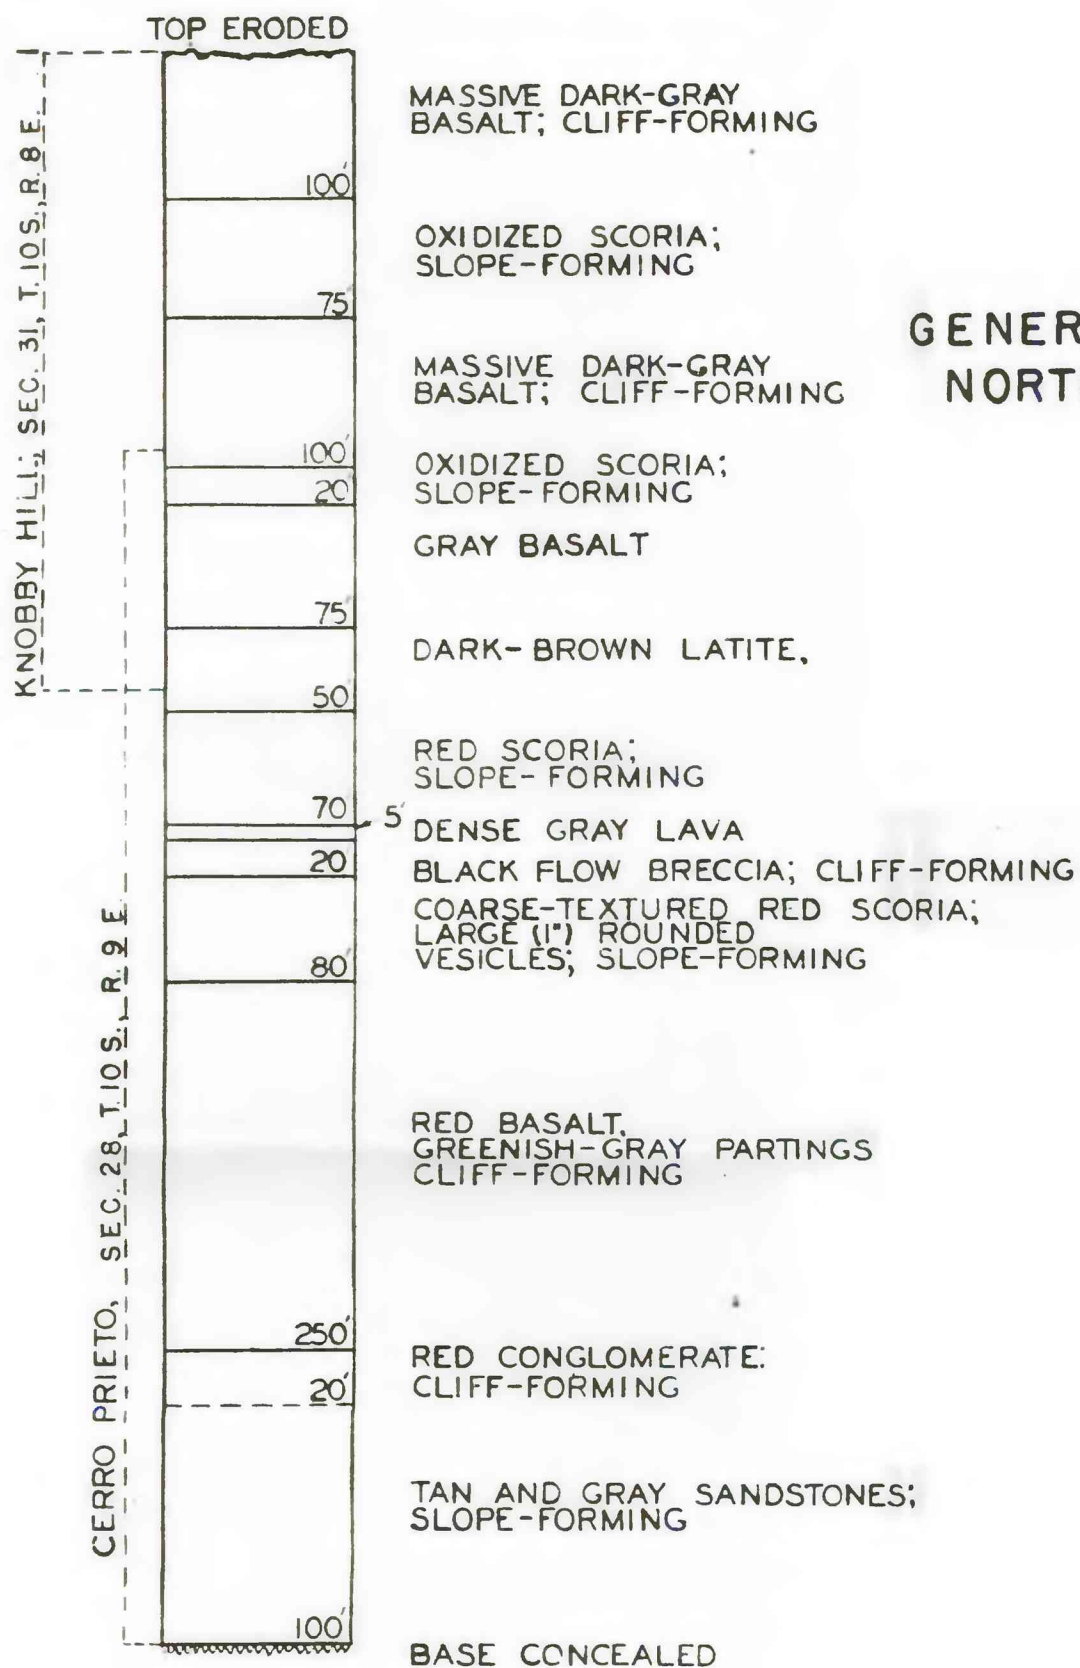 TOP ERODED
MASSIVE DARK-GRAY
BASALT; CLIFF-FORMING
100'
OXIDIZED SCORIA;
SLOPE-FORMING
75'
GENER
NORT
MASSIVE DARK-GRAY
BASALT; CLIFF-FORMING
100'
OXIDIZED SCORIA;
SLOPE-FORMING
20'
GRAY BASALT
75'
DARK-BROWN LATITE,
50'
RED SCORIA;
SLOPE-FORMING
70'
5'
DENSE GRAY LAVA
20'
BLACK FLOW BRECCIA; CLIFF-FORMING
COARSE-TEXTURED RED SCORIA;
LARGE (1") ROUNDED
VESICLES; SLOPE-FORMING
80'
RED BASALT.
GREENISH-GRAY PARTINGS
CLIFF-FORMING
250'
RED CONGLOMERATE:
CLIFF-FORMING
20'
TAN AND GRAY SANDSTONES;
SLOPE-FORMING
100'
BASE CONCEALED
KNOBBY HILL; SEC. 31, T.10S., R.8E.
CERRO PRIETO, SEC. 28, T.10S., R.9E